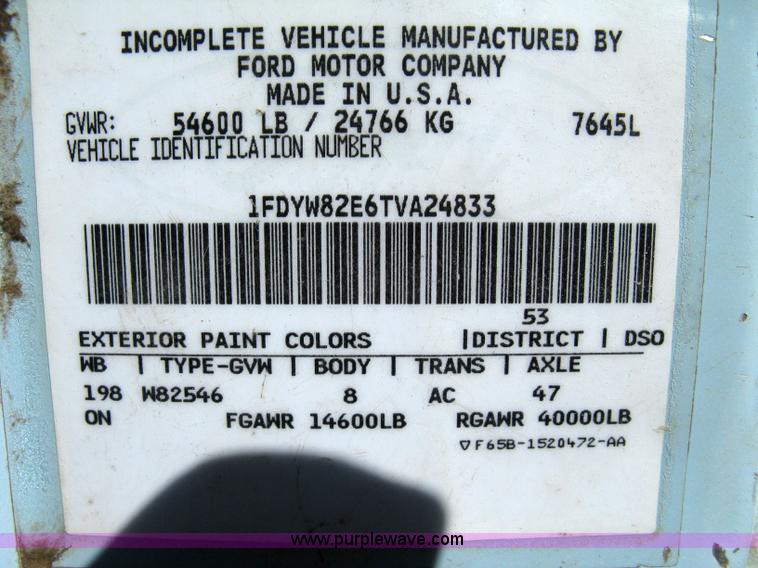 INCOMPLETE VEHICLE MANUFACTURED BY
FORD MOTOR COMPANY
MADE IN U.S.A.
GVWR: 54600 LB / 24766 KG 7645L
VEHICLE IDENTIFICATION NUMBER
1FDYW82E6TVA24833
53
EXTERIOR PAINT COLORS |DISTRICT | DSO
WB | TYPE-GVW | BODY | TRANS | AXLE
198 W82546 8 AC 47
ON FGAWR 14600LB RGAWR 40000LB
▽F65B-1520472-AA
www.purplewave.com